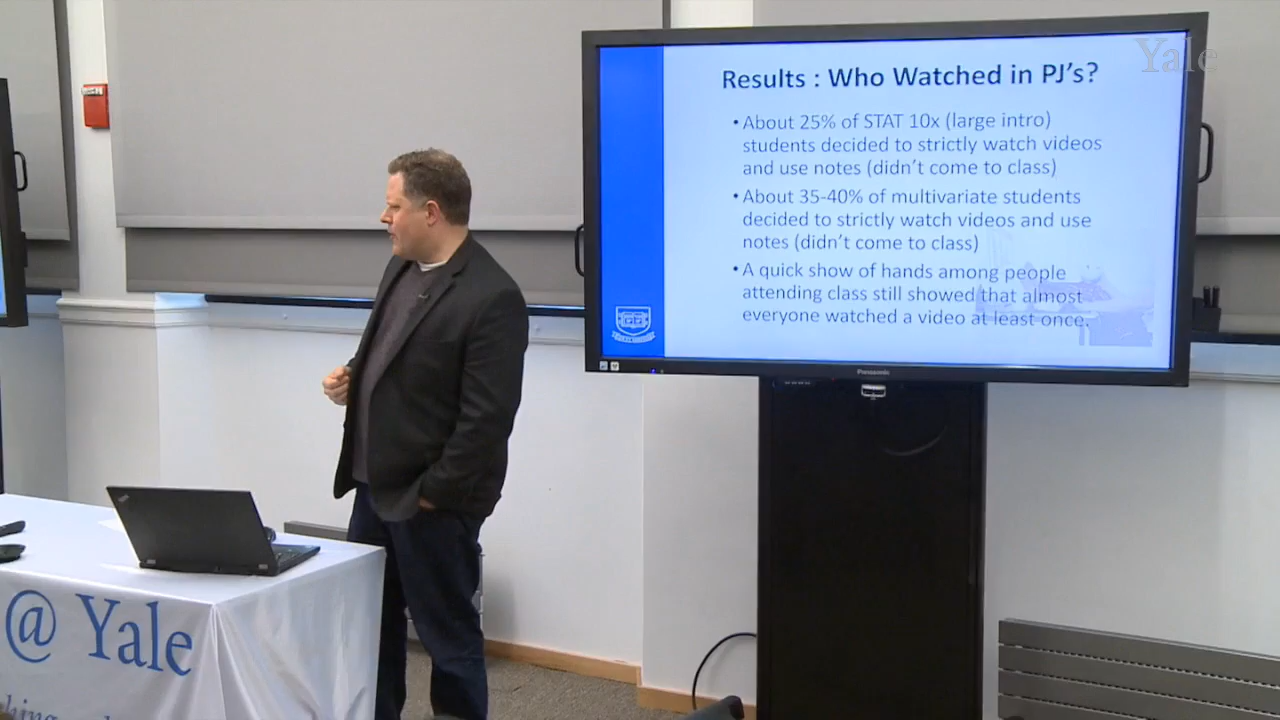 Yale
Results : Who Watched in PJ's?
•About 25% of STAT 10x (large intro)
students decided to strictly watch videos
and use notes (didn't come to class)
•About 35-40% of multivariate students
decided to strictly watch videos and use
notes (didn't come to class)
•A quick show of hands among people
attending class still showed that almost
everyone watched a video at least once.
Panasonic
@ Yale